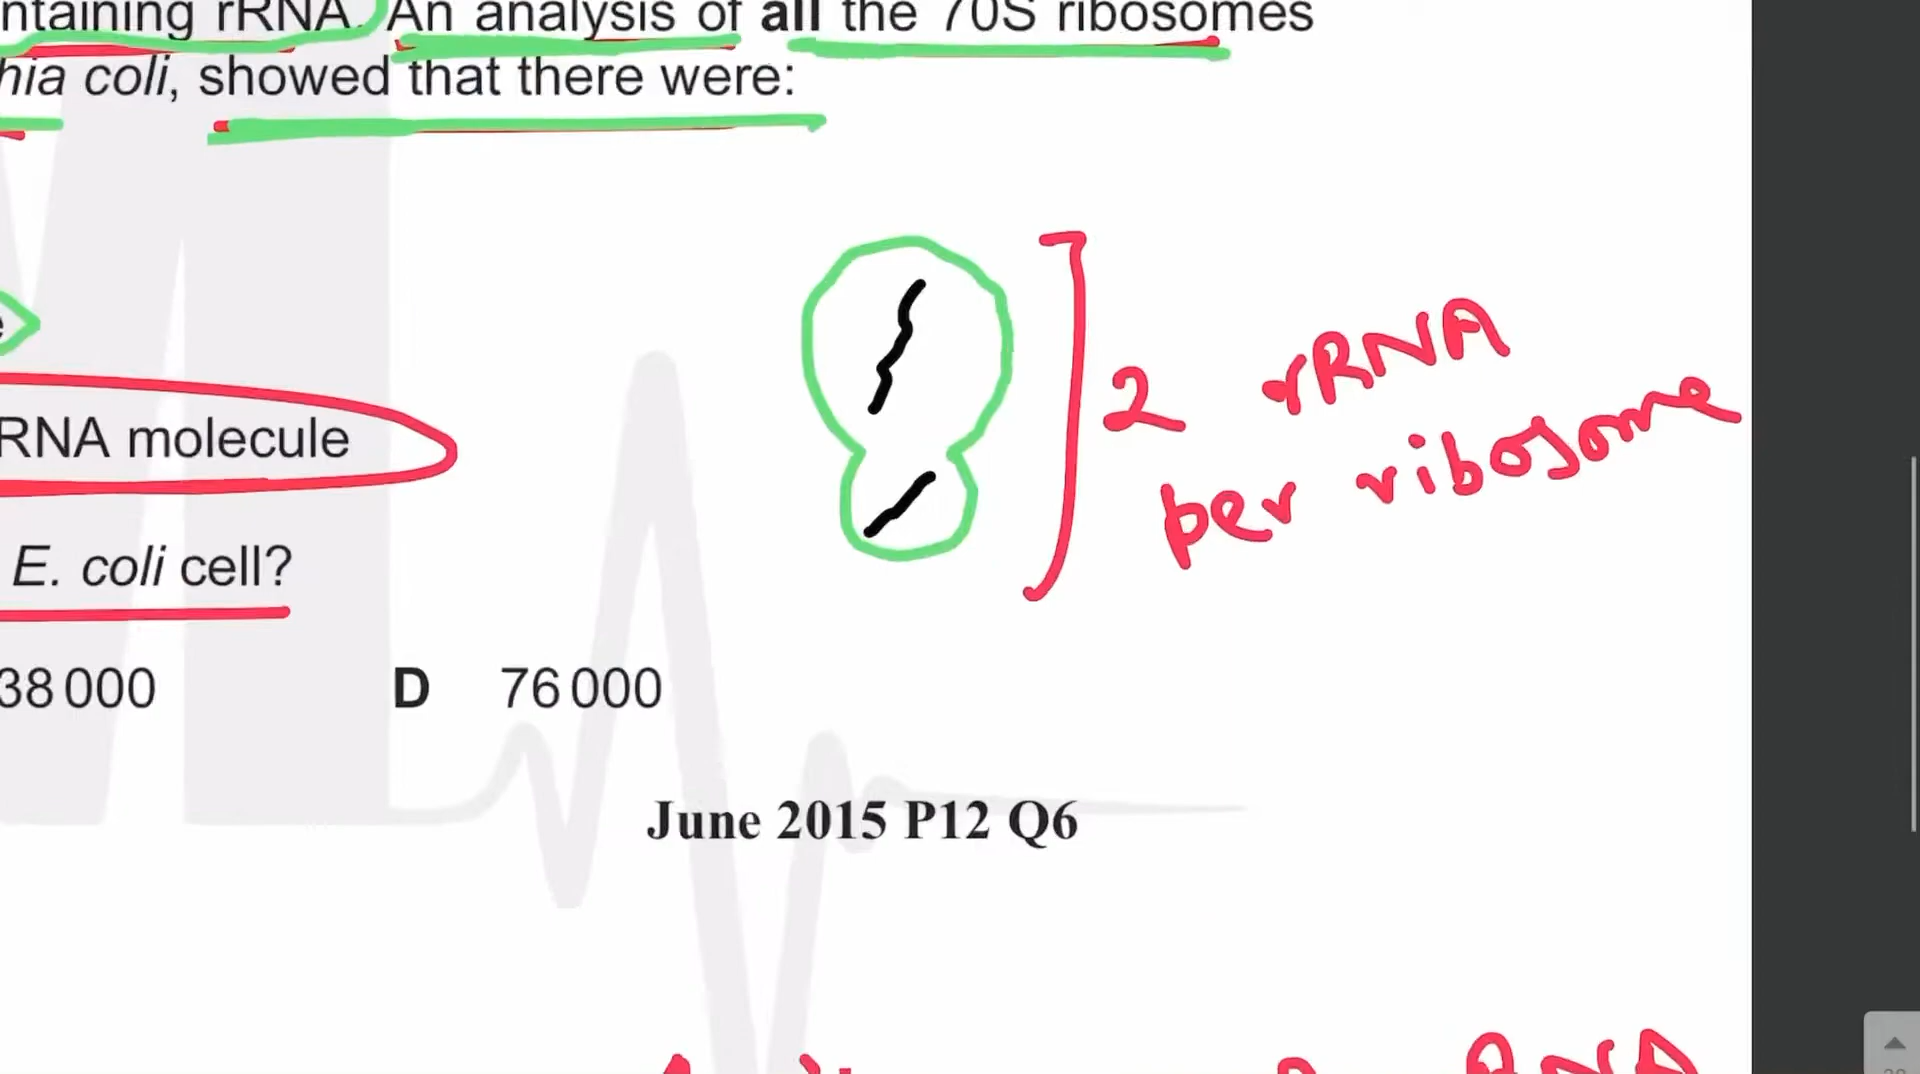 ntaining rRNA. An analysis of all the 70S ribosomes
hia coli, showed that there were:
2 rRNA
per ribosome
RNA molecule
E. coli cell?
38 000 D 76 000
June 2015 P12 Q6